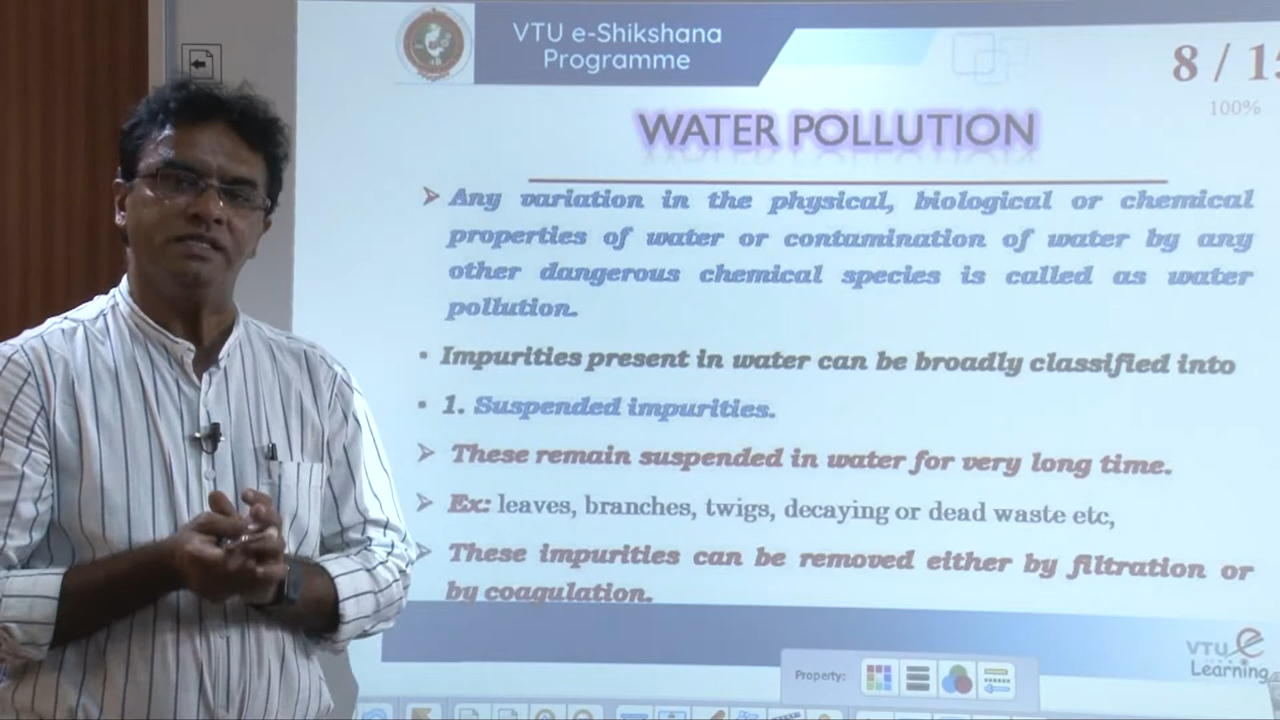 VTU e-Shikshana
Programme
8 / 1
100%
WATER POLLUTION
➢ Any variation in the physical, biological or chemical
properties of water or contamination of water by any
other dangerous chemical species is called as water
pollution.
• Impurities present in water can be broadly classified into
• 1. Suspended impurities.
➢ These remain suspended in water for very long time.
➢ Ex: leaves, branches, twigs, decaying or dead waste etc,
➢ These impurities can be removed either by filtration or
by coagulation.
VTU e
Learning
Property: